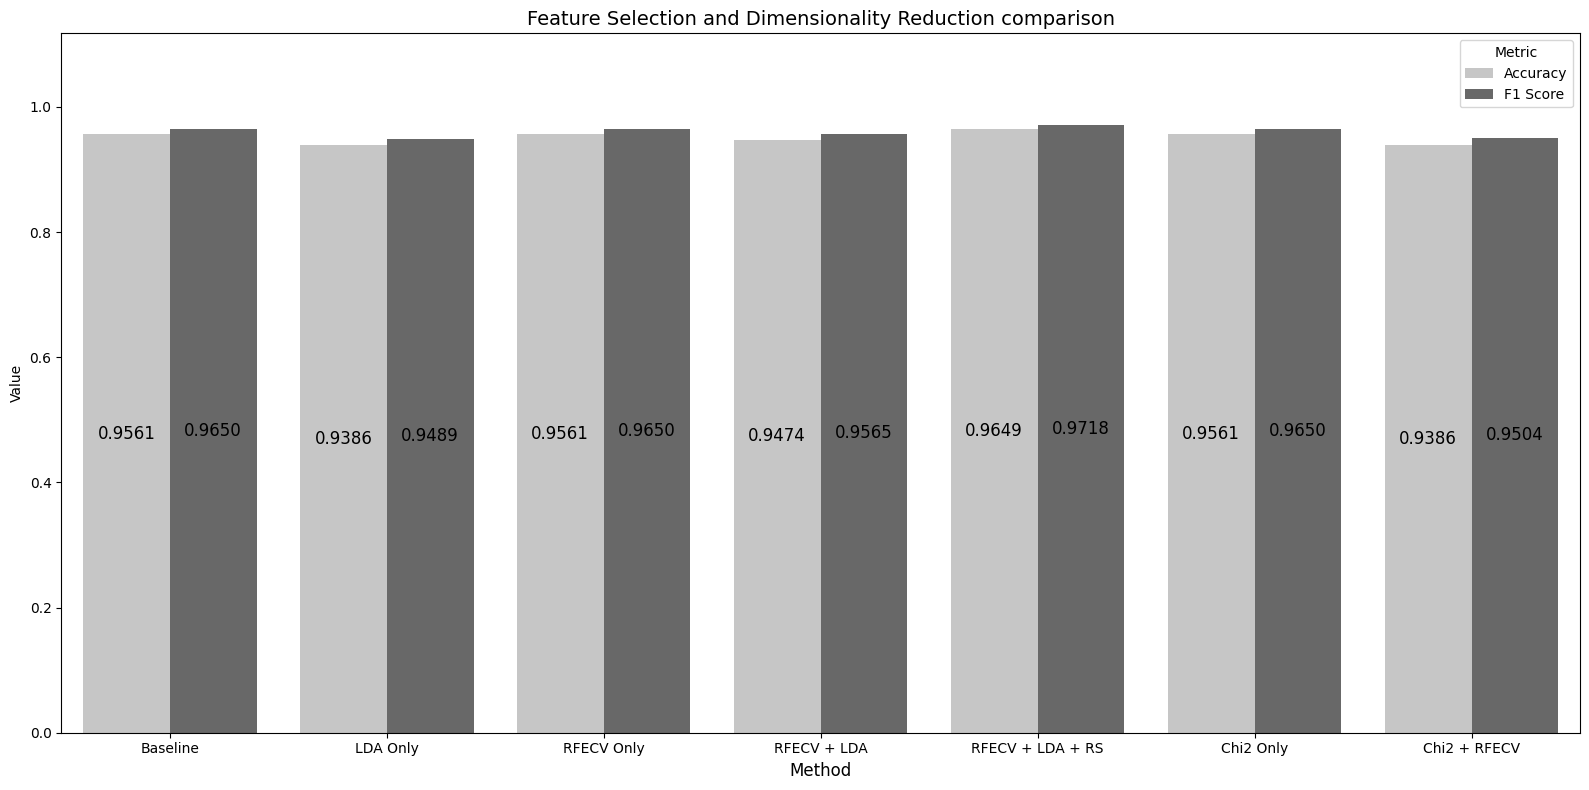 Feature Selection and Dimensionality Reduction comparison
Metric
Accuracy
F1 Score
1.0
0.8
0.6
0.4
0.2
0.0
Value
0.9561 0.9650 0.9386 0.9489 0.9561 0.9650 0.9474 0.9565 0.9649 0.9718 0.9561 0.9650 0.9386 0.9504
Baseline LDA Only RFECV Only RFECV + LDA RFECV + LDA + RS Chi2 Only Chi2 + RFECV
Method